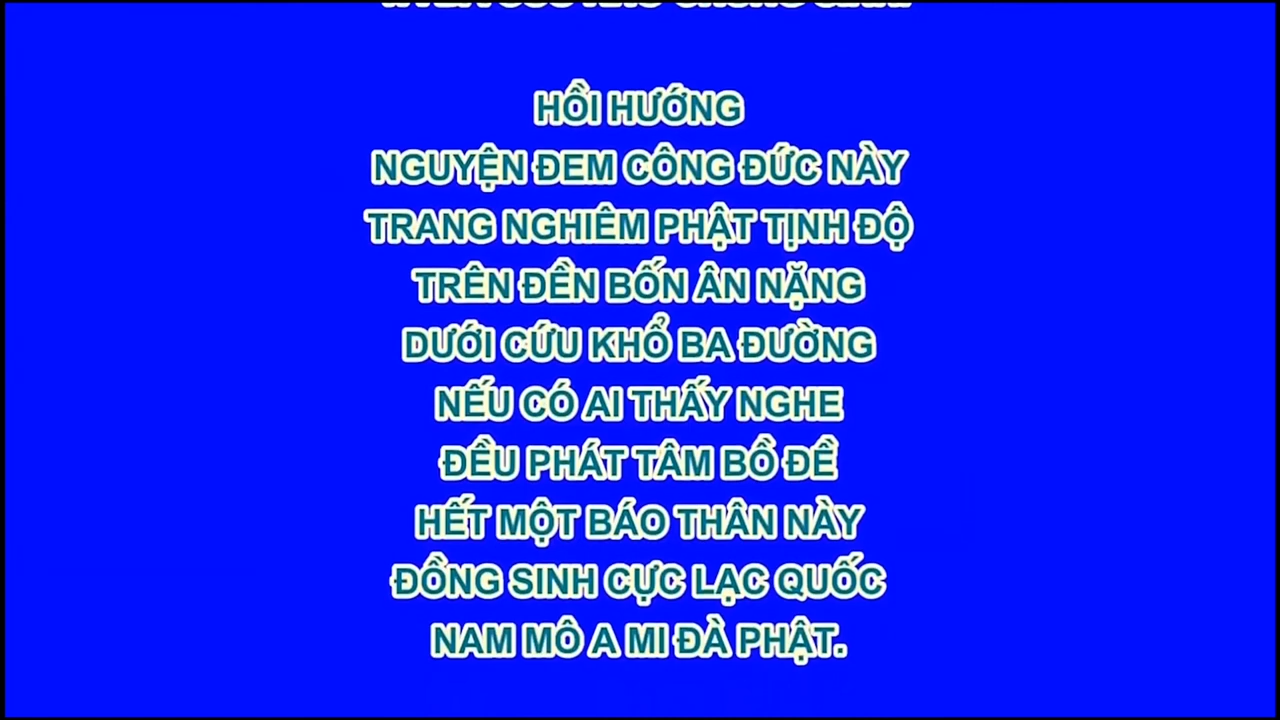 HỒI HƯỚNG
NGUYỆN ĐEM CÔNG ĐỨC NÀY
TRANG NGHIÊM PHẬT TỊNH ĐỘ
TRÊN ĐỀN BỐN ÂN NẶNG
DƯỚI CỨU KHỔ BA ĐƯỜNG
NẾU CÓ AI THẤY NGHE
ĐỀU PHÁT TÂM BỒ ĐỀ
HẾT MỘT BÁO THÂN NÀY
ĐỒNG SINH CỰC LẠC QUỐC
NAM MÔ A MI ĐÀ PHẬT.